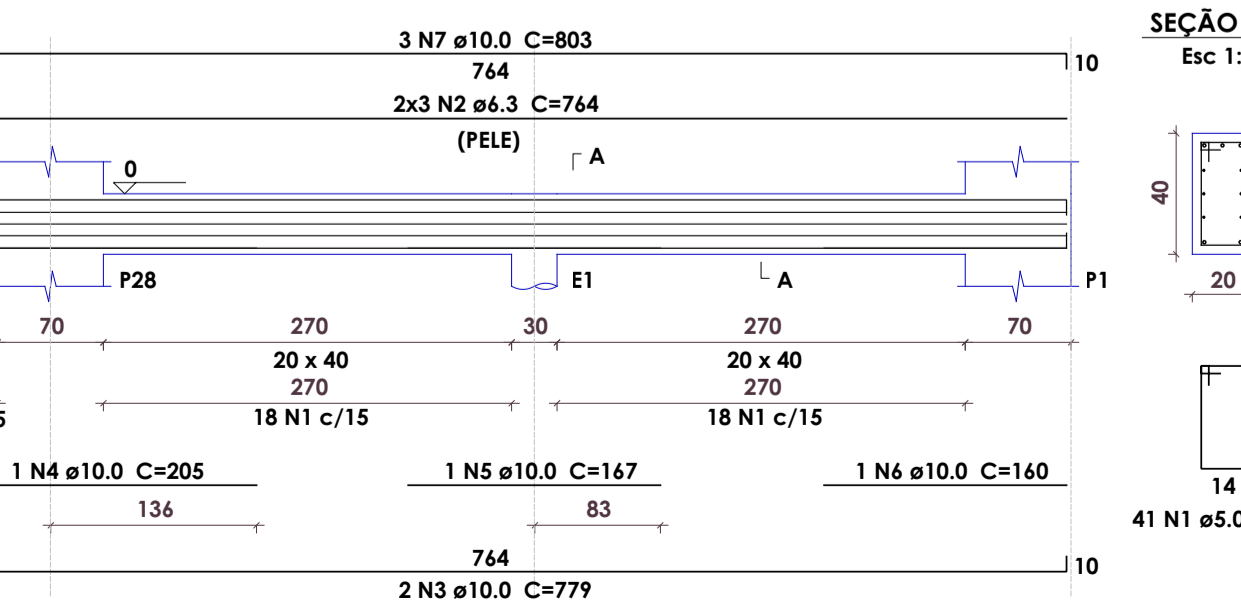 3 N7 ø10.0 C=803
SEÇÃO
764
10
Esc 1:
2x3 N2 ø6.3 C=764
(PELE)
A
0
40
P28
E1
A
P1
20
70
270
30
270
70
20 x 40
20 x 40
270
270
18 N1 c/15
18 N1 c/15
1 N4 ø10.0 C=205
1 N5 ø10.0 C=167
1 N6 ø10.0 C=160
14
136
83
41 N1 ø5.0
764
10
2 N3 ø10.0 C=779